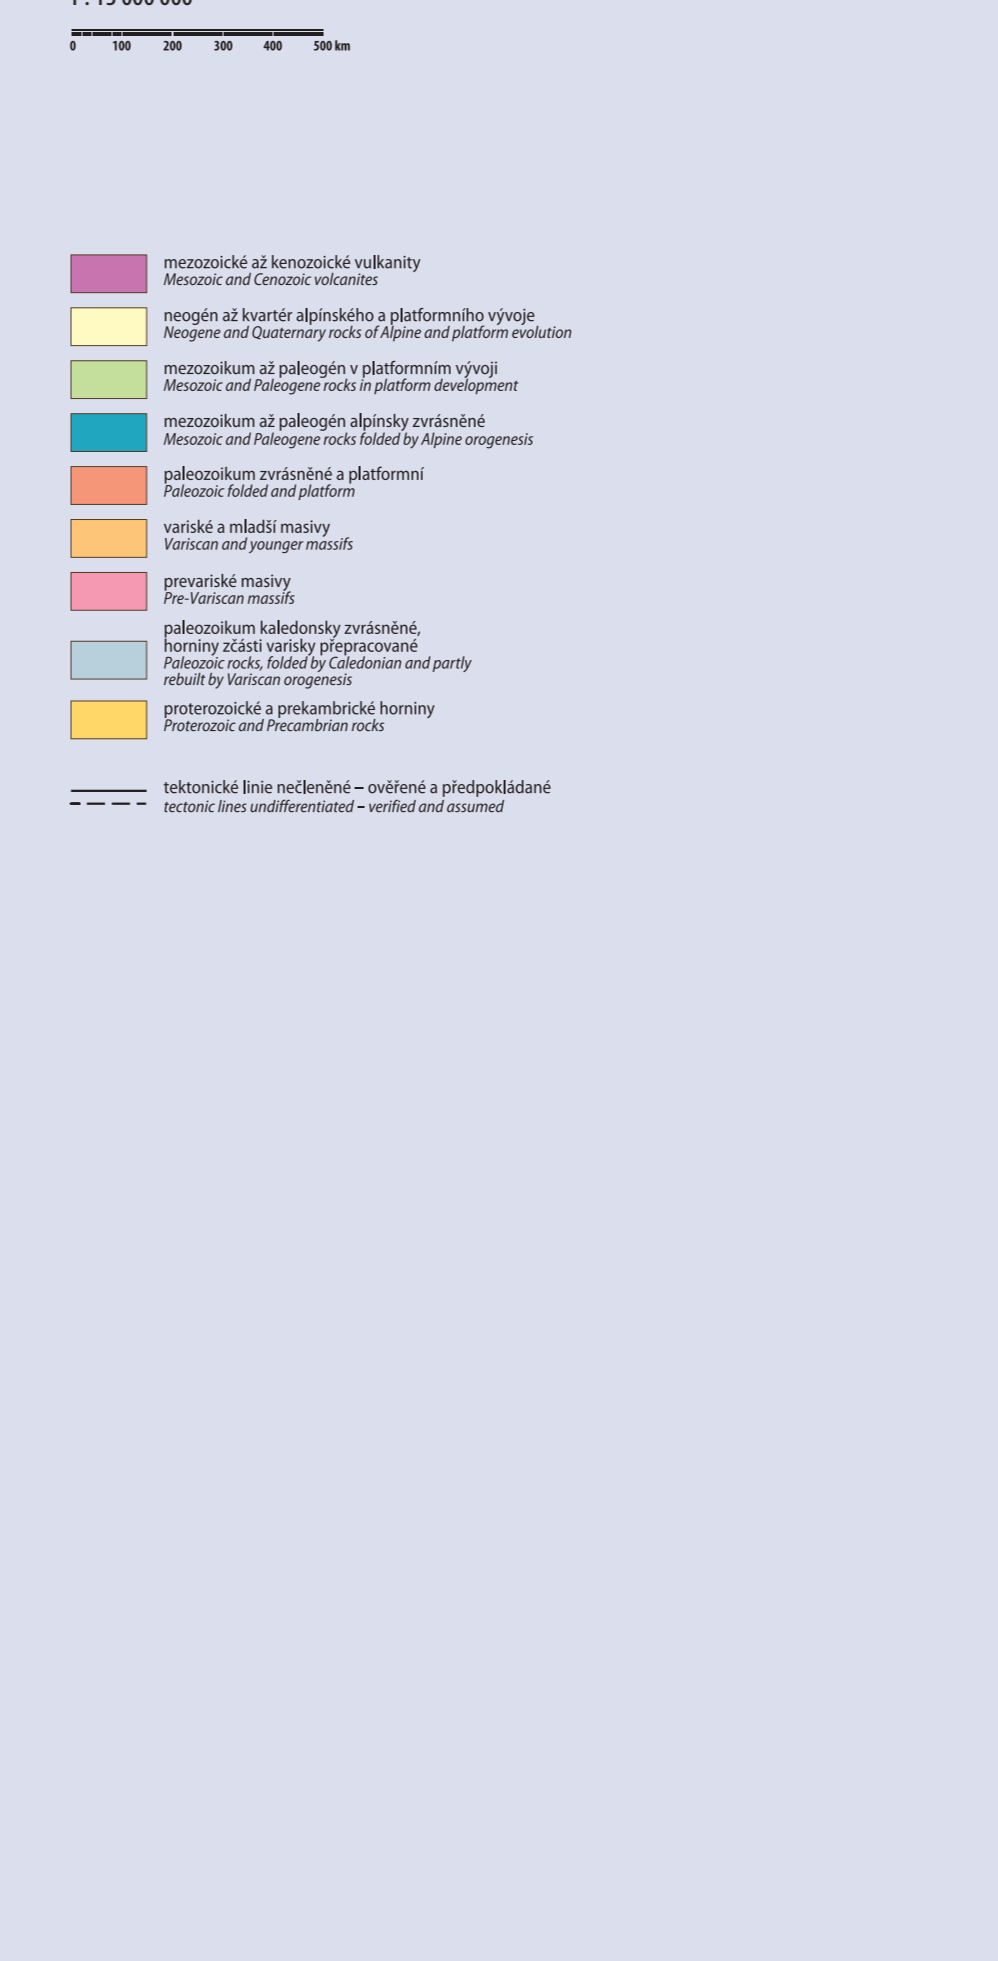 1 : 15 000 000
0 100 200 300 400 500 km
mezozoické až kenozoické vulkanity
Mesozoic and Cenozoic volcanites
neogén až kvartér alpínského a platformního vývoje
Neogene and Quaternary rocks of Alpine and platform evolution
mezozoikum až paleogén v platformním vývoji
Mesozoic and Paleogene rocks in platform development
mezozoikum až paleogén alpínsky zvrásněné
Mesozoic and Paleogene rocks folded by Alpine orogenesis
paleozoikum zvrásněné a platformní
Paleozoic folded and platform
variské a mladší masivy
Variscan and younger massifs
prevariské masivy
Pre-Variscan massifs
paleozoikum kaledonsky zvrásněné,
horniny zčásti varisky přepracované
Paleozoic rocks, folded by Caledonian and partly
rebuilt by Variscan orogenesis
proterozoické a prekambrické horniny
Proterozoic and Precambrian rocks
tektonické linie nečleněné – ověřené a předpokládané
tectonic lines undifferentiated – verified and assumed